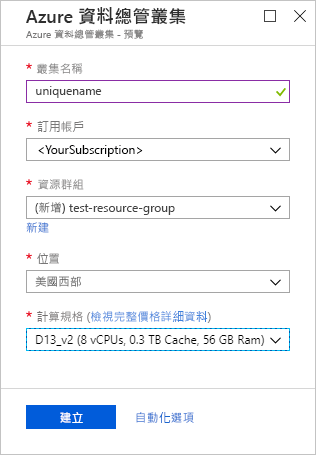 Azure 資料總管叢集
Azure 資料總管叢集 - 預覽
* 叢集名稱
uniquename
* 訂用帳戶
<YourSubscription>
* 資源群組
(新增) test-resource-group
新建
* 位置
美國西部
* 計算規格 (檢視完整價格詳細資料)
D13_v2 (8 vCPUs, 0.3 TB Cache, 56 GB Ram)
建立
自動化選項